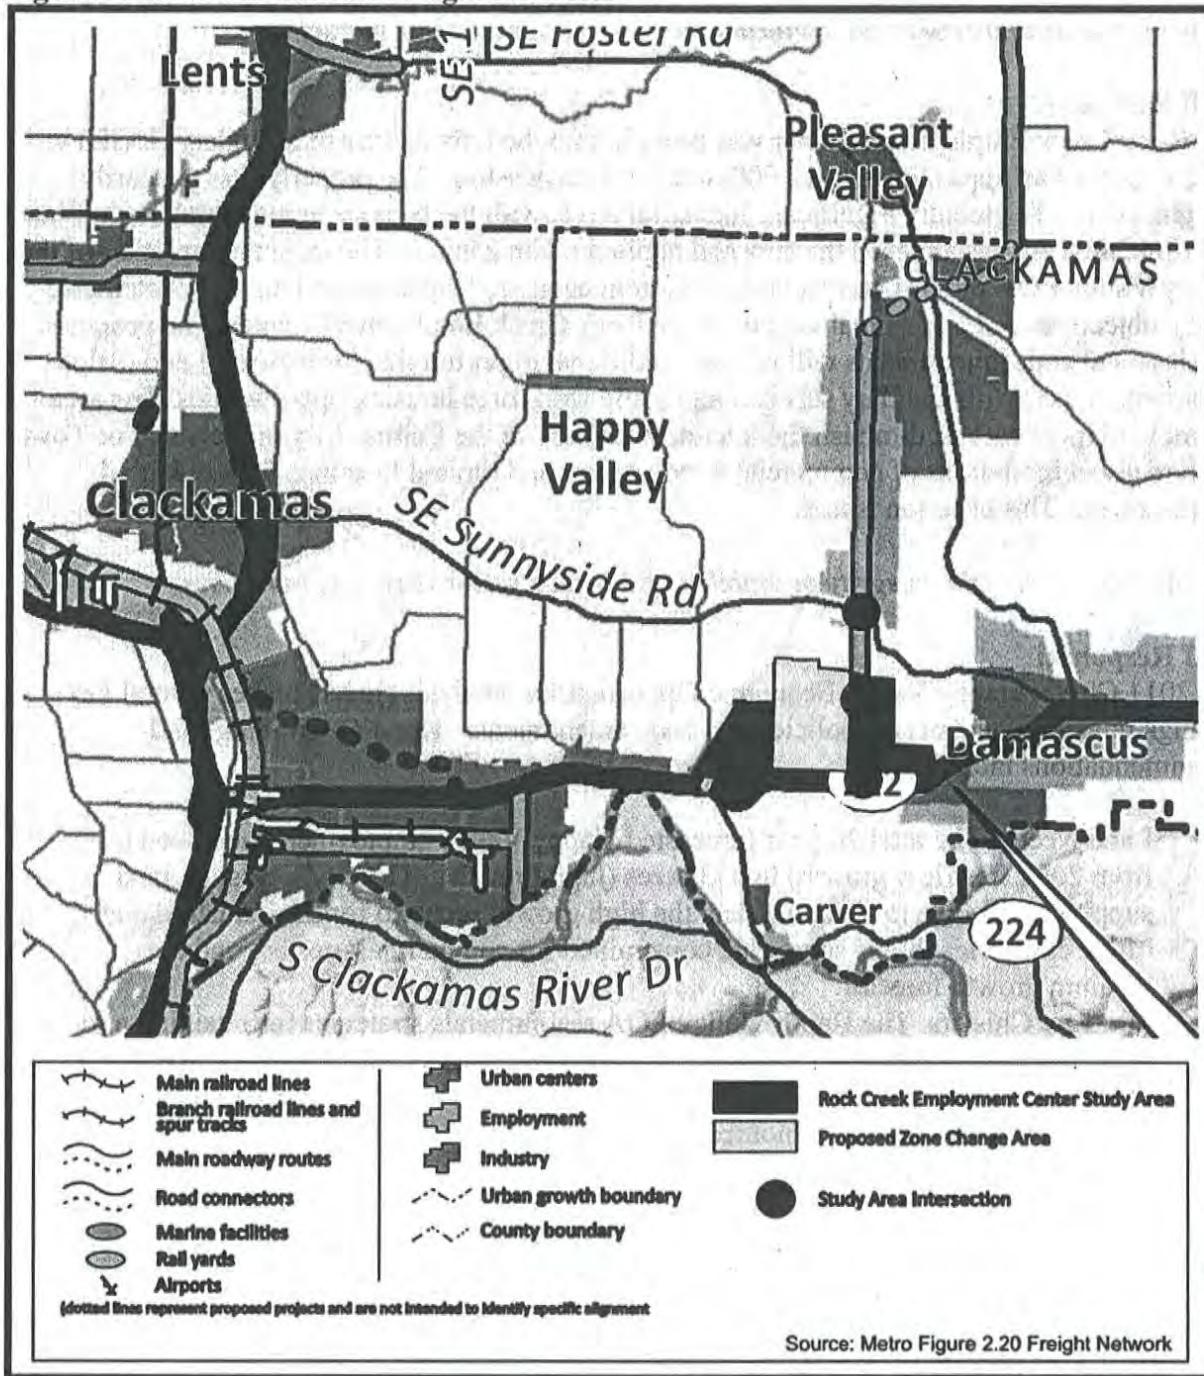 SE Foster Rd
SE 1
Lents
Pleasant
Valley
CLACKAMAS
Happy
Valley
Clackamas
SE Sunnyside Rd
Damascus
2
Carver
224
S Clackamas River Dr
Main railroad lines
Branch railroad lines and
spur tracks
Main roadway routes
Road connectors
Marine facilities
Rail yards
Airports
(dotted lines represent proposed projects and are not intended to identify specific alignment
Urban centers
Employment
Industry
Urban growth boundary
County boundary
Rock Creek Employment Center Study Area
Proposed Zone Change Area
Study Area Intersection
Source: Metro Figure 2.20 Freight Network